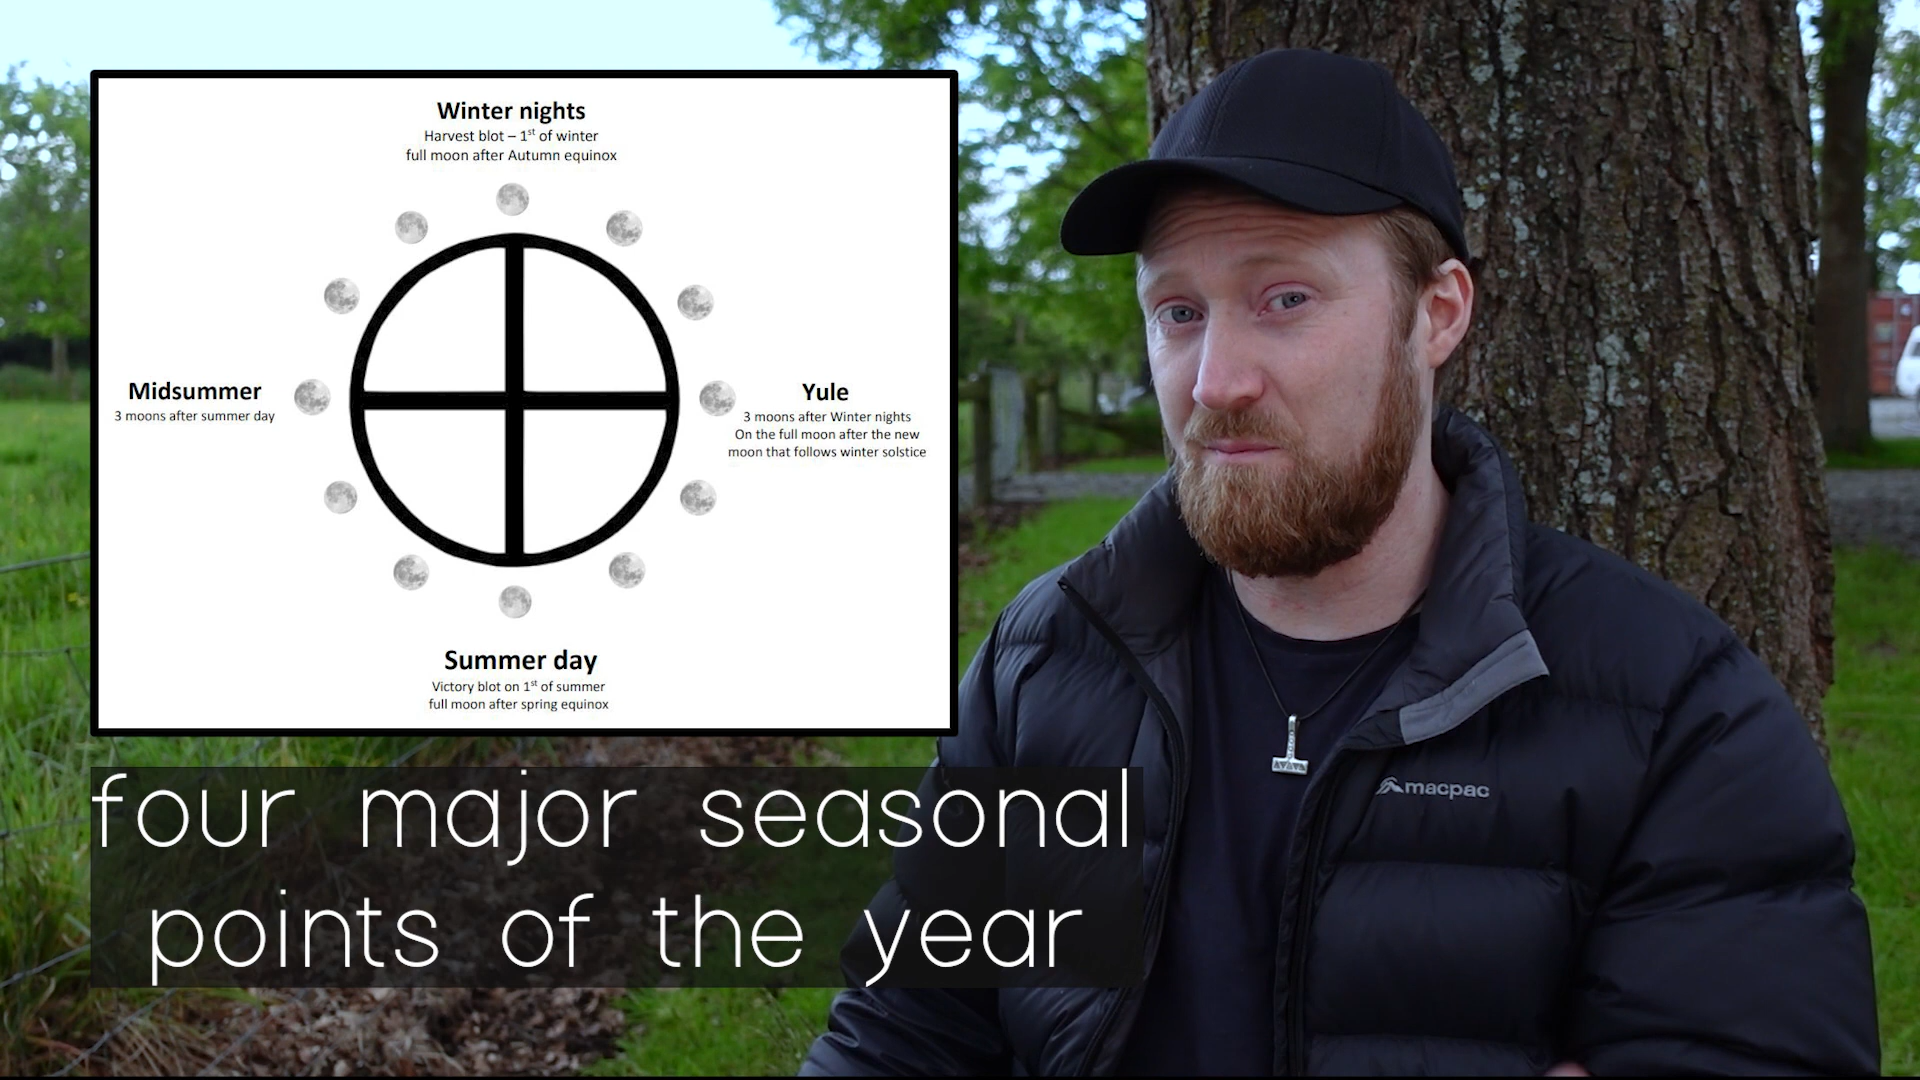 Winter nights
Harvest blot – 1st of winter
full moon after Autumn equinox
Midsummer
3 moons after summer day
Yule
3 moons after Winter nights
On the full moon after the new
moon that follows winter solstice
Summer day
Victory blot on 1st of summer
full moon after spring equinox
four major seasonal
points of the year
macpac